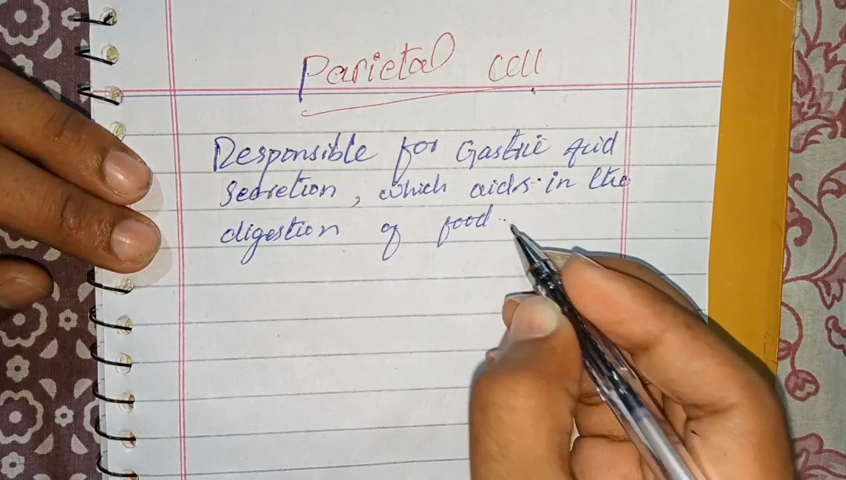 Parietal cell
Responsible for Gastric Acid
Secretion, which aids in the
digestion of food..